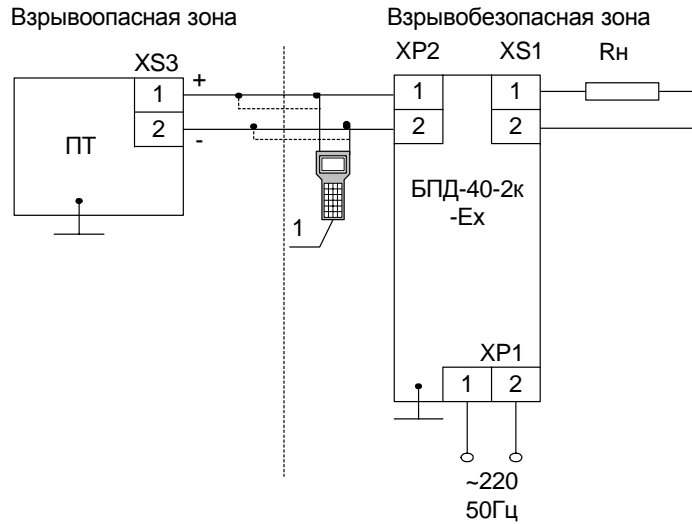 Взрывоопасная зона
Взрывобезопасная зона
XS3
XP2
XS1
Rн
+
1
2
-
ПТ
1
2
1
2
БПД-40-2к
-Ex
1
XP1
1
2
~220
50Гц